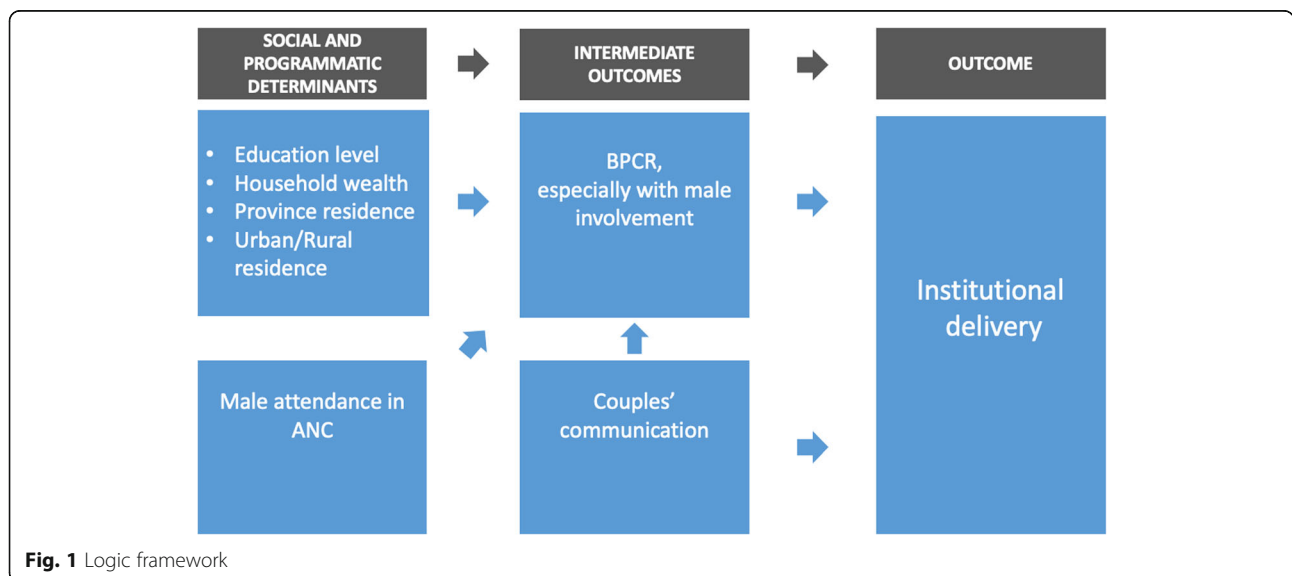 SOCIAL AND
PROGRAMMATIC
DETERMINANTS
INTERMEDIATE
OUTCOMES
OUTCOME
• Education level
• Household wealth
• Province residence
• Urban/Rural
residence
BPCR,
especially with male
involvement
Institutional
delivery
Male attendance in
ANC
Couples’
communication
Fig. 1 Logic framework